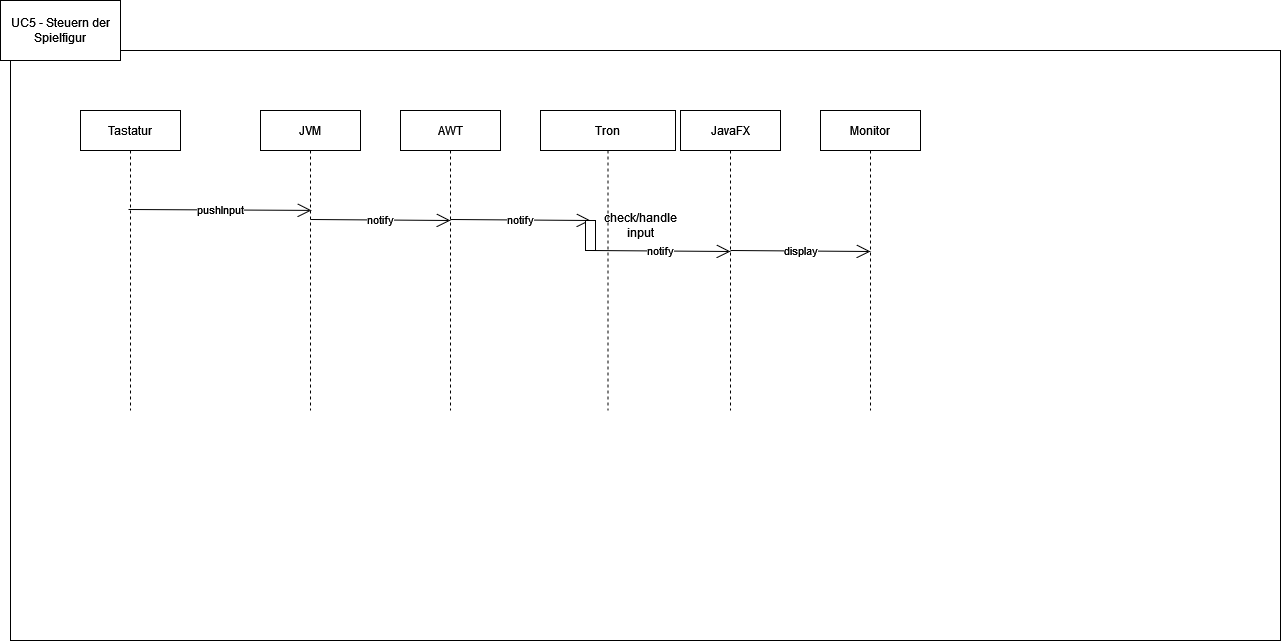 UC5 - Steuern der
Spielfigur
Tastatur
JVM
AWT
Tron
JavaFX
Monitor
pushInput
notify
notify
check/handle
input
notify
display